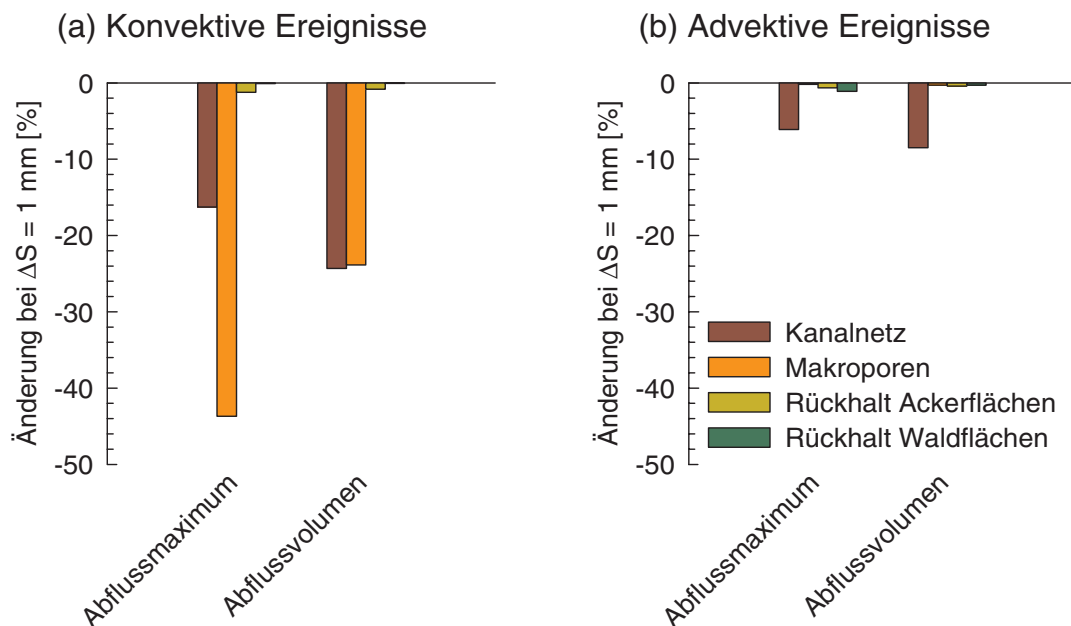 (a) Konvektive Ereignisse
Änderung bei ΔS = 1 mm [%]
0
-10
-20
-30
-40
-50
Abflussmaximum
Abflussvolumen
(b) Advektive Ereignisse
Änderung bei ΔS = 1 mm [%]
0
-10
-20
-30
-40
-50
Kanalnetz
Makroporen
Rückhalt Ackerflächen
Rückhalt Waldflächen
Abflussmaximum
Abflussvolumen